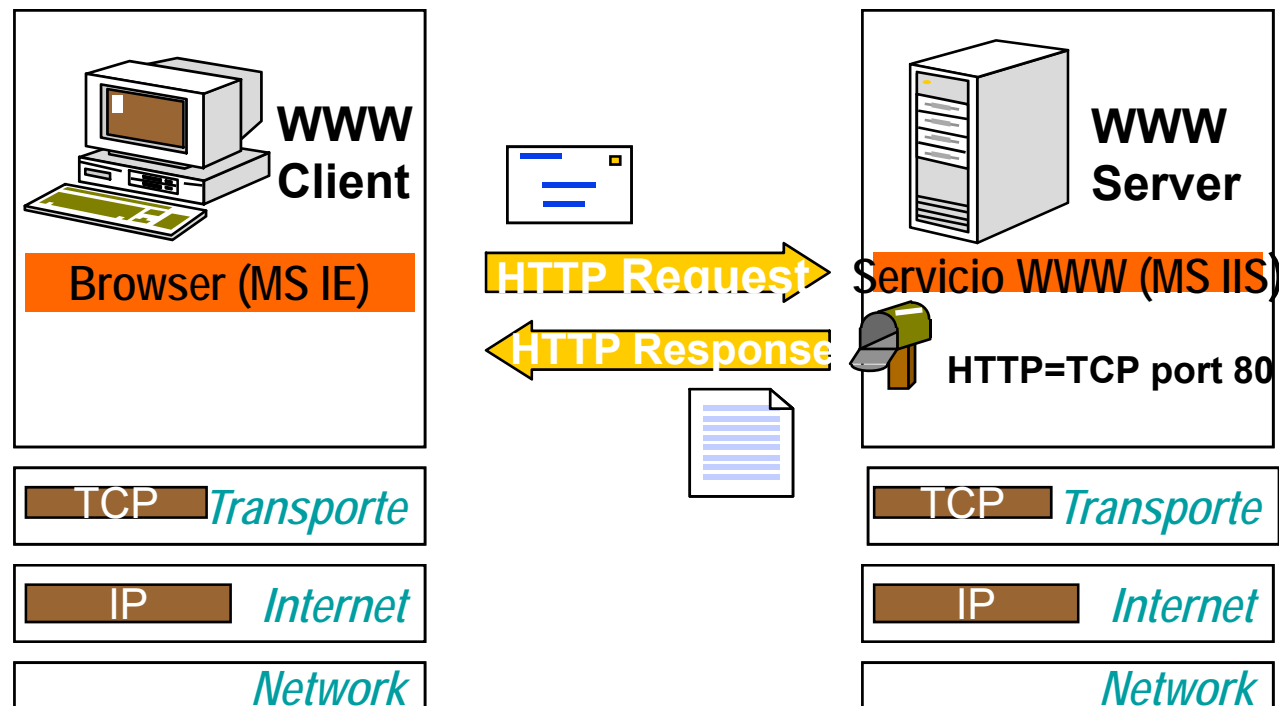 WWW
Client
Browser (MS IE)
HTTP Request
HTTP Response
WWW
Server
Servicio WWW (MS IIS)
HTTP=TCP port 80
TCP Transporte
IP Internet
Network
TCP Transporte
IP Internet
Network